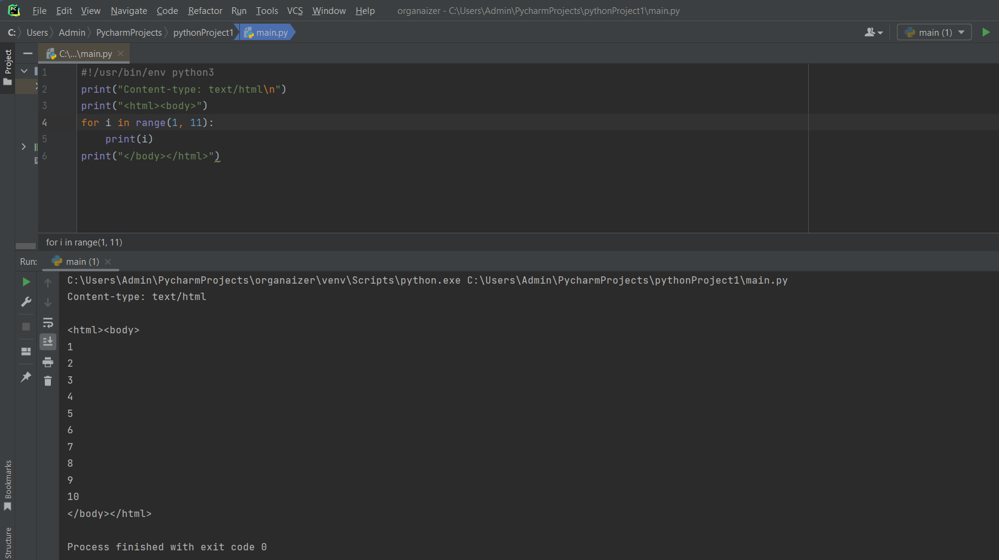 PC File Edit View Navigate Code Refactor Run Tools VCS Window Help organaizer - C:\Users\Admin\PycharmProjects\pythonProject1\main.py
C: Users Admin PycharmProjects pythonProject1 main.py main (1)
Project
C:\...\main.py
1 #!/usr/bin/env python3
2 print("Content-type: text/html\n")
3 print("<html><body>")
4 for i in range(1, 11):
5     print(i)
6 print("</body></html>")
for i in range(1, 11)
Run: main (1)
C:\Users\Admin\PycharmProjects\organaizer\venv\Scripts\python.exe C:\Users\Admin\PycharmProjects\pythonProject1\main.py
Content-type: text/html
<html><body>
1
2
3
4
5
6
7
8
9
10
</body></html>
Process finished with exit code 0
Bookmarks
Structure